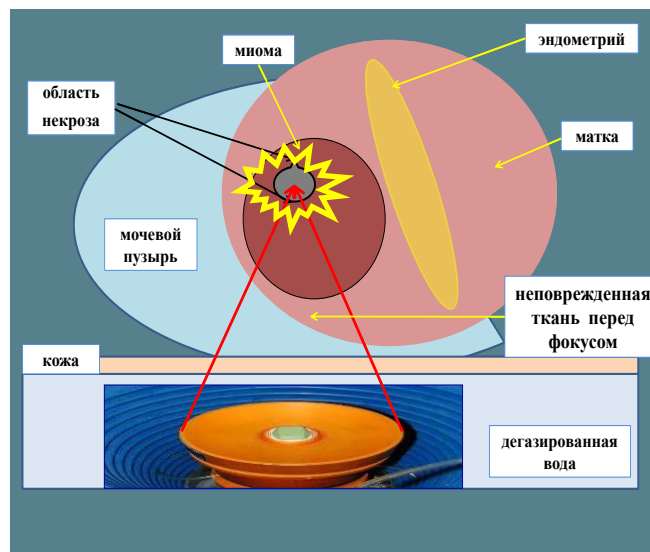 эндометрий
миома
область
некроза
матка
мочевой
пузырь
неповрежденная
ткань перед
фокусом
кожа
дегазированная
вода